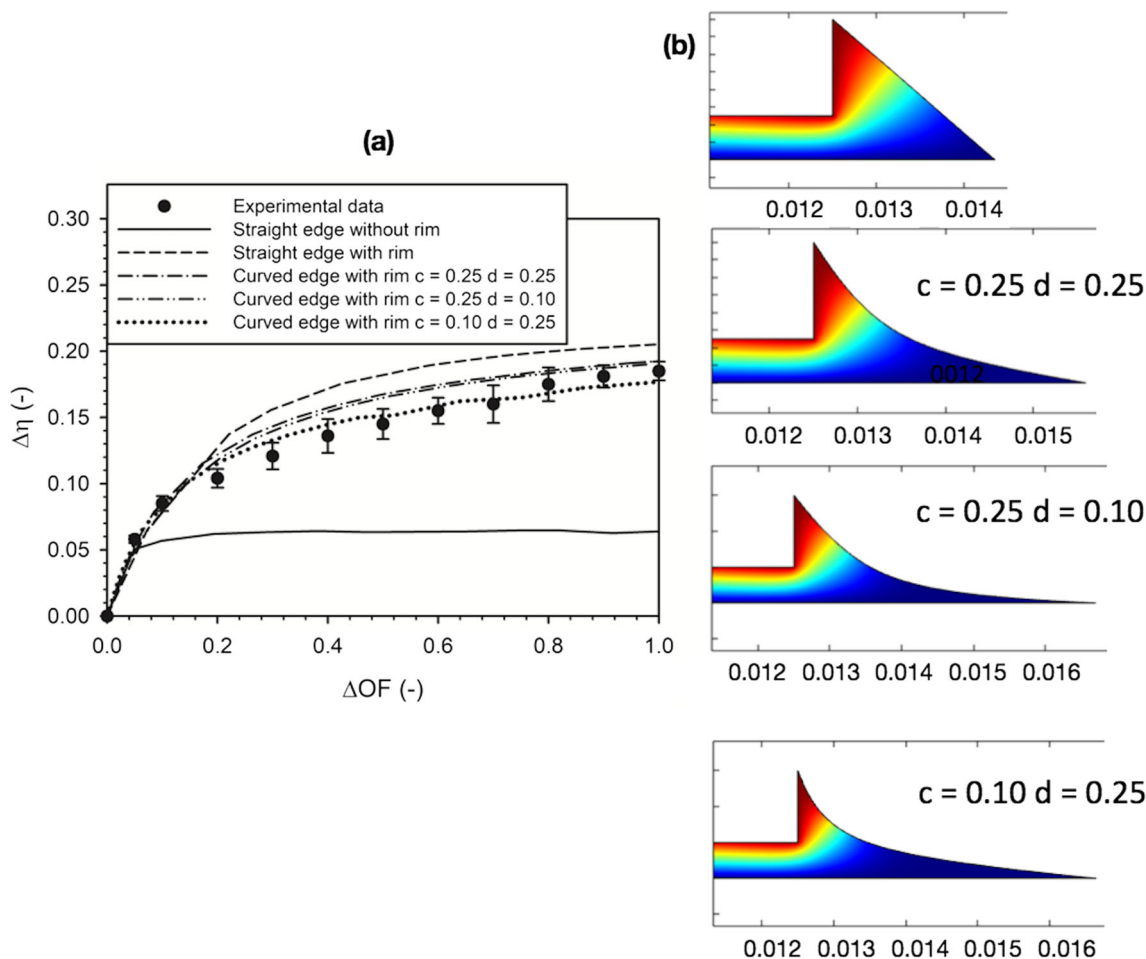 (a)
Experimental data
Straight edge without rim
Straight edge with rim
Curved edge with rim c = 0.25 d = 0.25
Curved edge with rim c = 0.25 d = 0.10
Curved edge with rim c = 0.10 d = 0.25
0.30
0.25
0.20
0.15
0.10
0.05
0.00
Δη (-)
0.0 0.2 0.4 0.6 0.8 1.0
ΔOF (-)
(b)
0.012 0.013 0.014
c = 0.25 d = 0.25
0012
0.012 0.013 0.014 0.015
c = 0.25 d = 0.10
0.012 0.013 0.014 0.015 0.016
c = 0.10 d = 0.25
0.012 0.013 0.014 0.015 0.016